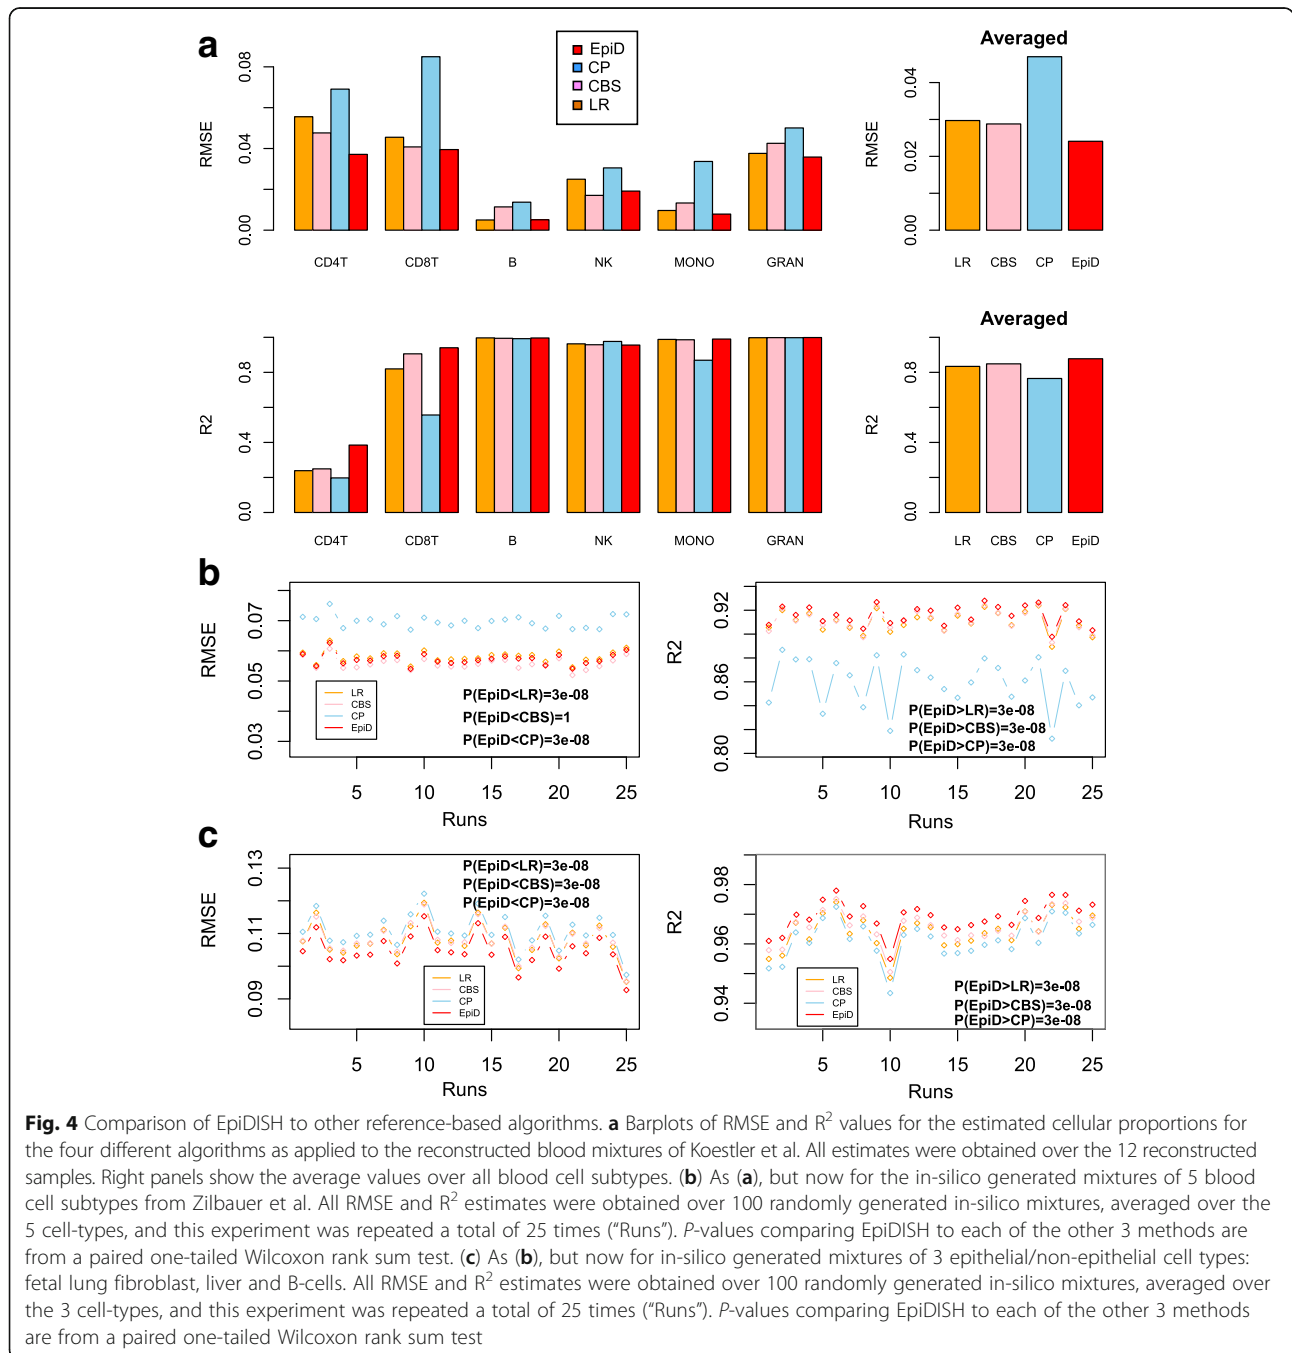 a
EpiD
CP
CBS
LR
RMSE
0.00 0.04 0.08
CD4T CD8T B NK MONO GRAN
Averaged
RMSE
0.00 0.02 0.04
LR CBS CP EpiD
R2
0.0 0.4 0.8
CD4T CD8T B NK MONO GRAN
Averaged
R2
0.0 0.4 0.8
LR CBS CP EpiD
b
RMSE
0.03 0.05 0.07
LR
CBS
CP
EpiD
P(EpiD<LR)=3e-08
P(EpiD<CBS)=1
P(EpiD<CP)=3e-08
5 10 15 20 25
Runs
R2
0.80 0.86 0.92
P(EpiD>LR)=3e-08
P(EpiD>CBS)=3e-08
P(EpiD>CP)=3e-08
5 10 15 20 25
Runs
c
RMSE
0.09 0.11 0.13
P(EpiD<LR)=3e-08
P(EpiD<CBS)=3e-08
P(EpiD<CP)=3e-08
LR
CBS
CP
EpiD
5 10 15 20 25
Runs
R2
0.94 0.96 0.98
LR
CBS
CP
EpiD
P(EpiD>LR)=3e-08
P(EpiD>CBS)=3e-08
P(EpiD>CP)=3e-08
5 10 15 20 25
Runs
Fig. 4 Comparison of EpiDISH to other reference-based algorithms. a Barplots of RMSE and R² values for the estimated cellular proportions for
the four different algorithms as applied to the reconstructed blood mixtures of Koestler et al. All estimates were obtained over the 12 reconstructed
samples. Right panels show the average values over all blood cell subtypes. (b) As (a), but now for the in-silico generated mixtures of 5 blood
cell subtypes from Zilbauer et al. All RMSE and R² estimates were obtained over 100 randomly generated in-silico mixtures, averaged over the
5 cell-types, and this experiment was repeated a total of 25 times (“Runs”). P-values comparing EpiDISH to each of the other 3 methods are
from a paired one-tailed Wilcoxon rank sum test. (c) As (b), but now for in-silico generated mixtures of 3 epithelial/non-epithelial cell types:
fetal lung fibroblast, liver and B-cells. All RMSE and R² estimates were obtained over 100 randomly generated in-silico mixtures, averaged over
the 3 cell-types, and this experiment was repeated a total of 25 times (“Runs”). P-values comparing EpiDISH to each of the other 3 methods
are from a paired one-tailed Wilcoxon rank sum test